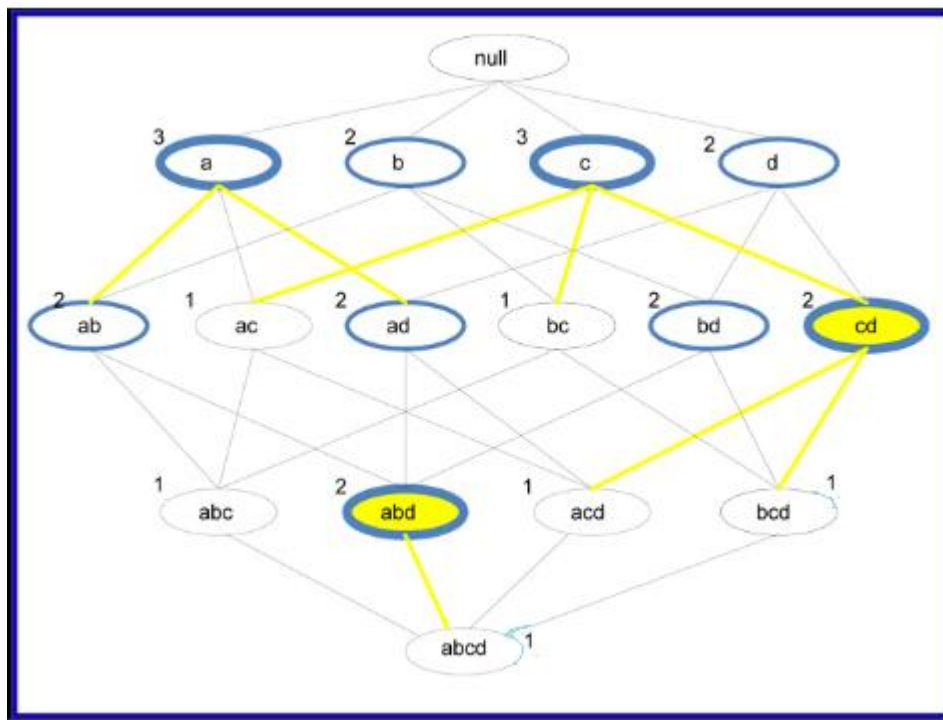 null
3 a 2 b 3 c 2 d
2 ab 1 ac 2 ad 1 bc 2 bd 2 cd
1 abc 2 abd 1 acd bcd 1
abcd 1